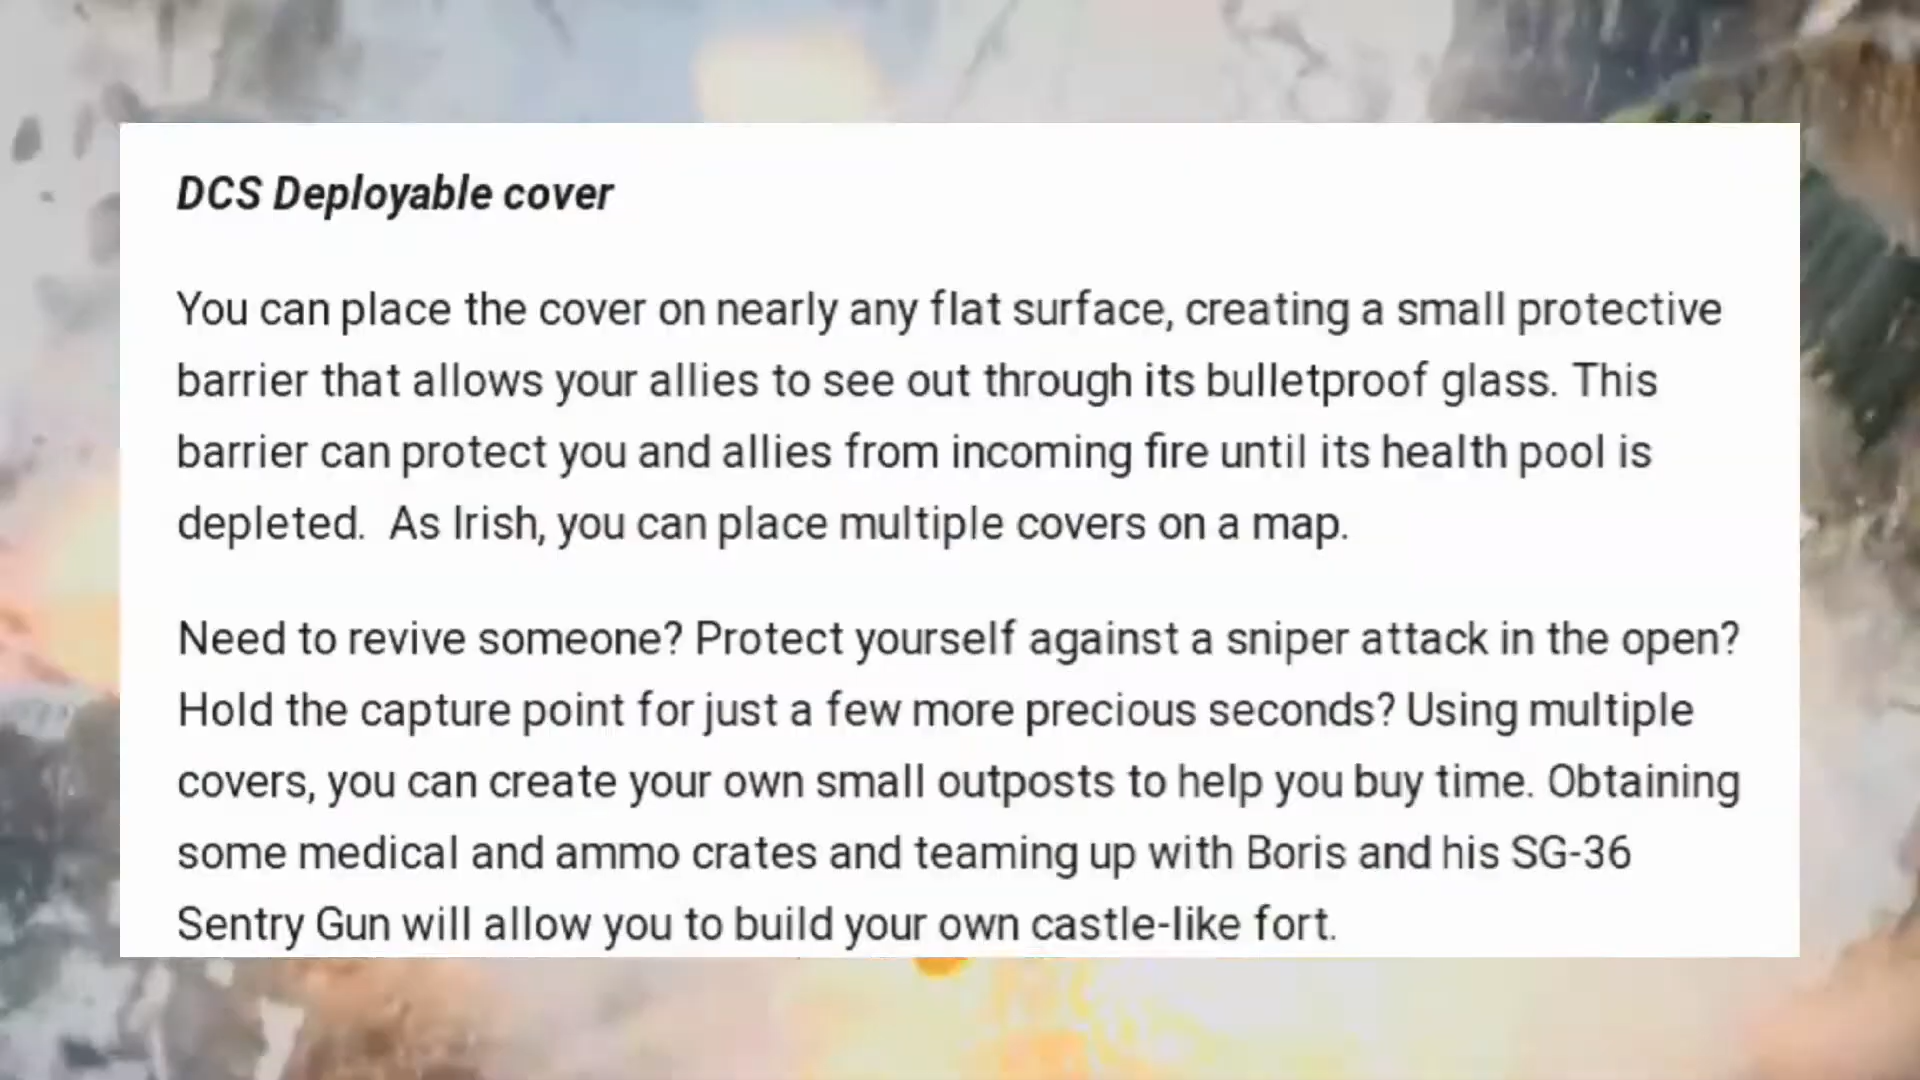 DCS Deployable cover
You can place the cover on nearly any flat surface, creating a small protective
barrier that allows your allies to see out through its bulletproof glass. This
barrier can protect you and allies from incoming fire until its health pool is
depleted.  As Irish, you can place multiple covers on a map.
Need to revive someone? Protect yourself against a sniper attack in the open?
Hold the capture point for just a few more precious seconds? Using multiple
covers, you can create your own small outposts to help you buy time. Obtaining
some medical and ammo crates and teaming up with Boris and his SG-36
Sentry Gun will allow you to build your own castle-like fort.